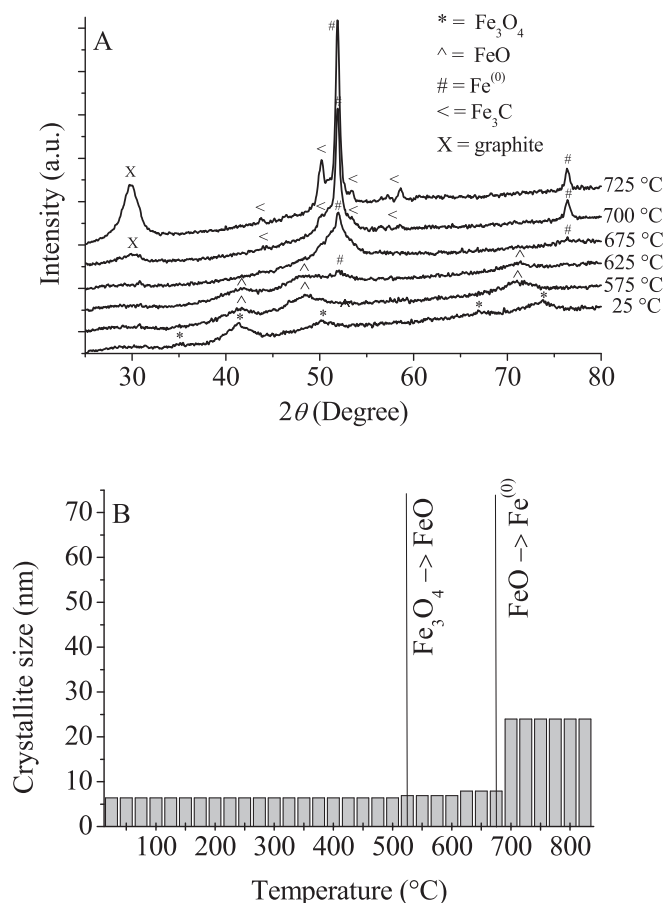 A
* = Fe3O4
^ = FeO
# = Fe(0)
< = Fe3C
X = graphite
#
#
X
<
<
<
#
725 °C
<
#
<
<
<
#
700 °C
X
<
#
#
675 °C
^
^
#
^
625 °C
^
^
^
575 °C
*
*
*
*
*
25 °C
Intensity (a.u.)
30 40 50 60 70 80
2θ (Degree)
B
Fe3O4 –> FeO
FeO –> Fe(0)
70
60
50
40
30
20
10
0
Crystallite size (nm)
100 200 300 400 500 600 700 800
Temperature (°C)